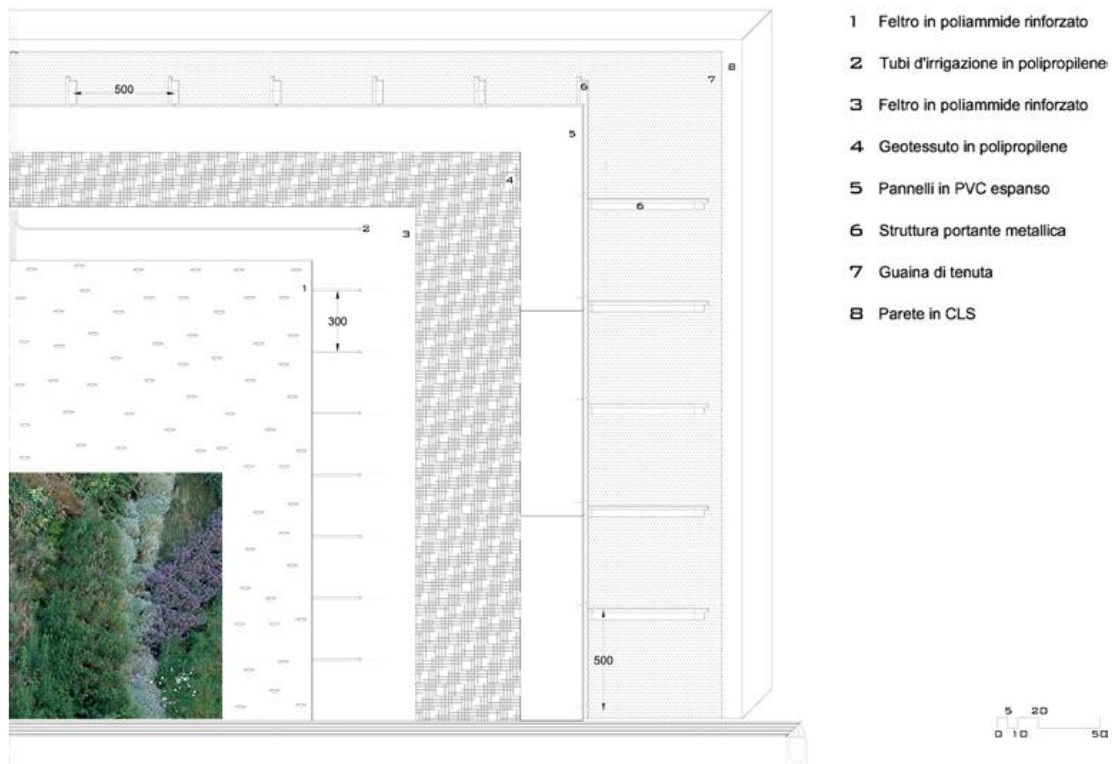 1 Feltro in poliammide rinforzato
2 Tubi d'irrigazione in polipropilene
3 Feltro in poliammide rinforzato
4 Geotessuto in polipropilene
5 Pannelli in PVC espanso
6 Struttura portante metallica
7 Guaina di tenuta
8 Parete in CLS
8
7
500
6
5
4
6
2
3
1
300
500
5 20
0 10 50